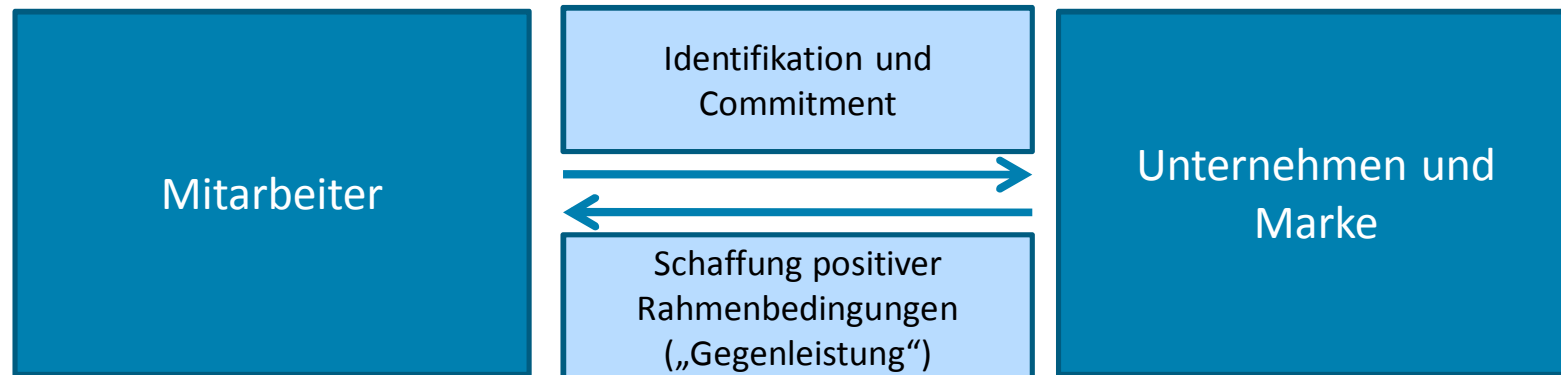 Mitarbeiter
Identifikation und
Commitment
Schaffung positiver
Rahmenbedingungen
(„Gegenleistung“)
Unternehmen und
Marke